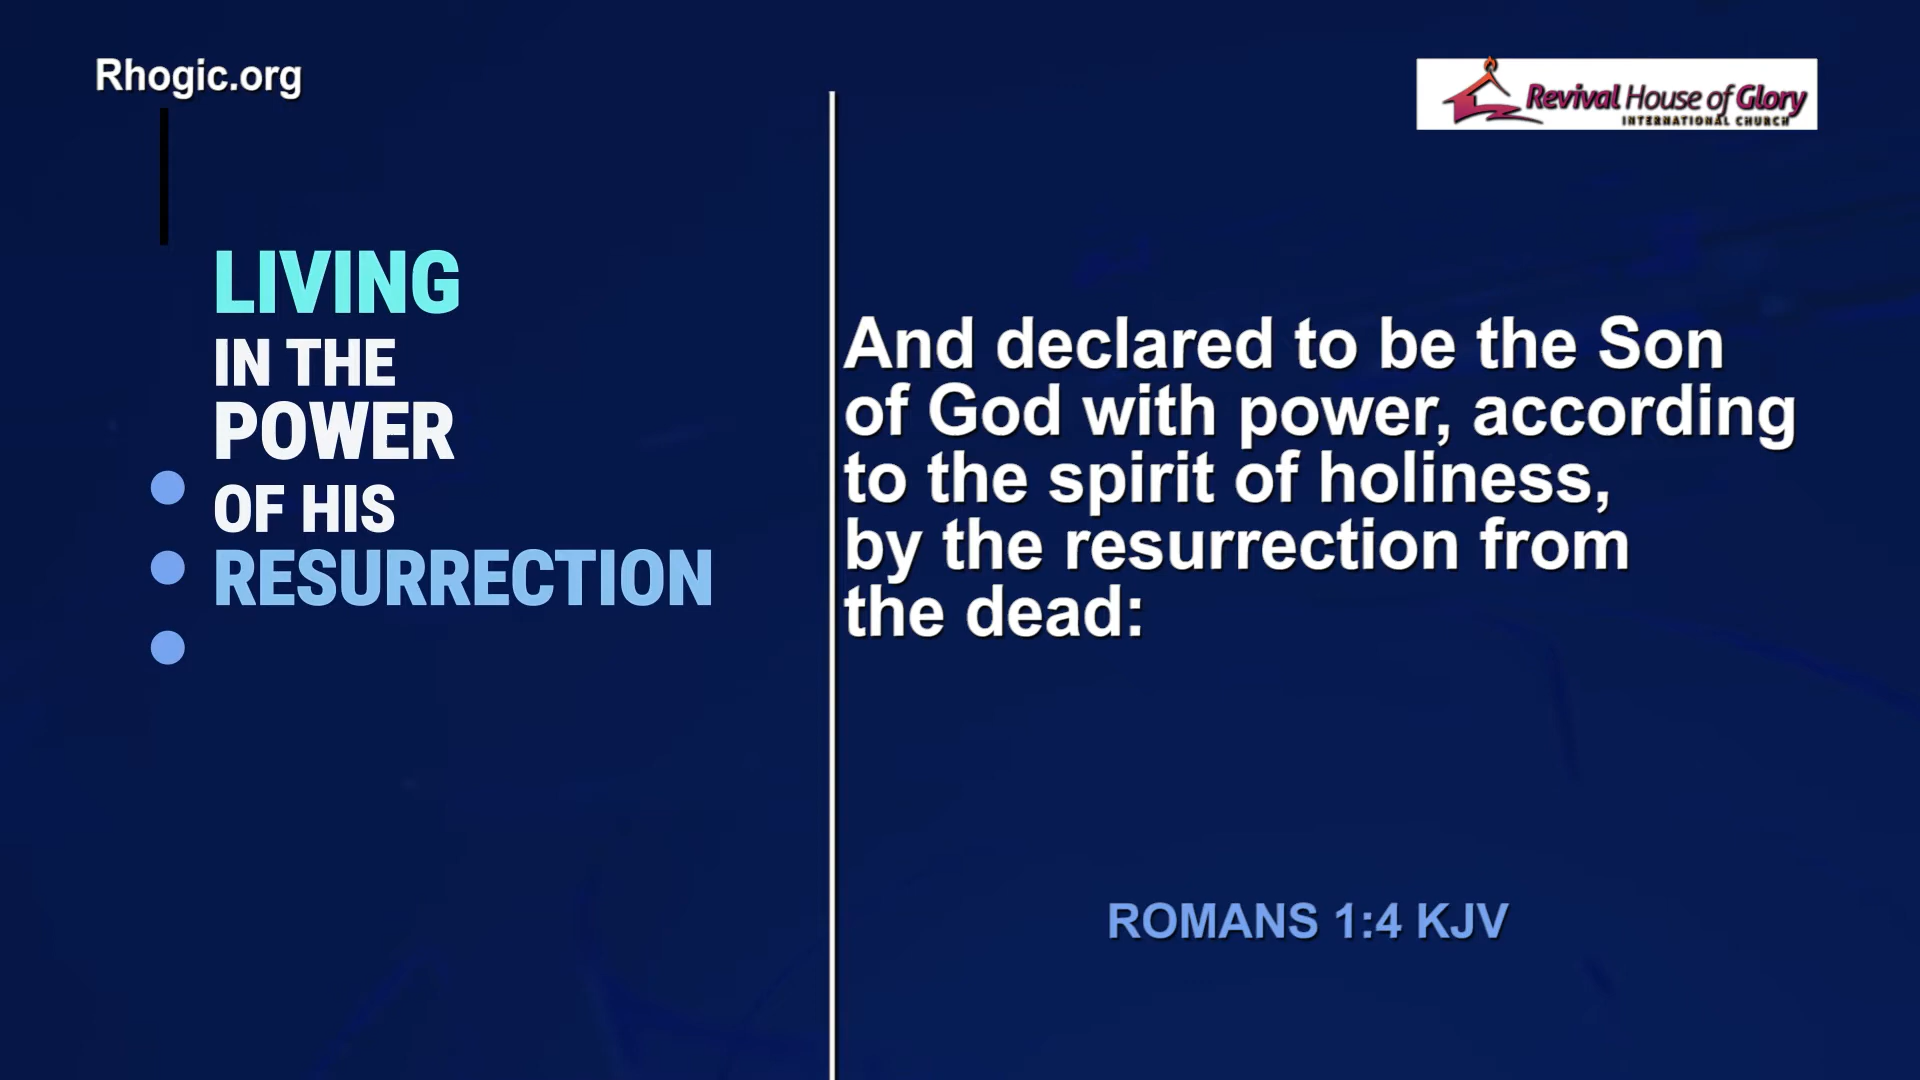 Rhogic.org
Revival House of Glory
INTERNATIONAL CHURCH
LIVING
IN THE
POWER
OF HIS
RESURRECTION
And declared to be the Son
of God with power, according
to the spirit of holiness,
by the resurrection from
the dead:
ROMANS 1:4 KJV